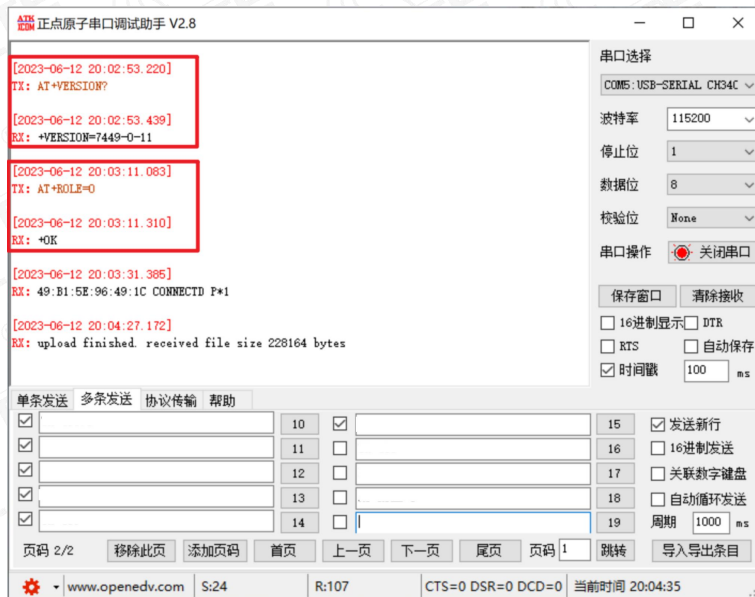 ATK ICOM 正点原子串口调试助手 V2.8
[2023-06-12 20:02:53.220]
TX: AT+VERSION?
[2023-06-12 20:02:53.439]
RX: +VERSION=7449-0-11
[2023-06-12 20:03:11.083]
TX: AT+ROLE=0
[2023-06-12 20:03:11.310]
RX: +OK
[2023-06-12 20:03:31.385]
RX: 49:B1:5E:96:49:1C CONNECTD P*1
[2023-06-12 20:04:27.172]
RX: upload finished. received file size 228164 bytes
串口选择
COM5:USB-SERIAL CH34C
波特率 115200
停止位 1
数据位 8
校验位 None
串口操作 关闭串口
保存窗口 清除接收
16进制显示 DTR
RTS 自动保存
时间戳 100 ms
单条发送 多条发送 协议传输 帮助
10 15 发送新行
11 16 16进制发送
12 17 关联数字键盘
13 18 自动循环发送
14 19 周期 1000 ms
页码 2/2 移除此页 添加页码 首页 上一页 下一页 尾页 页码 1 跳转 导入导出条目
www.openedv.com S:24 R:107 CTS=0 DSR=0 DCD=0 当前时间 20:04:35